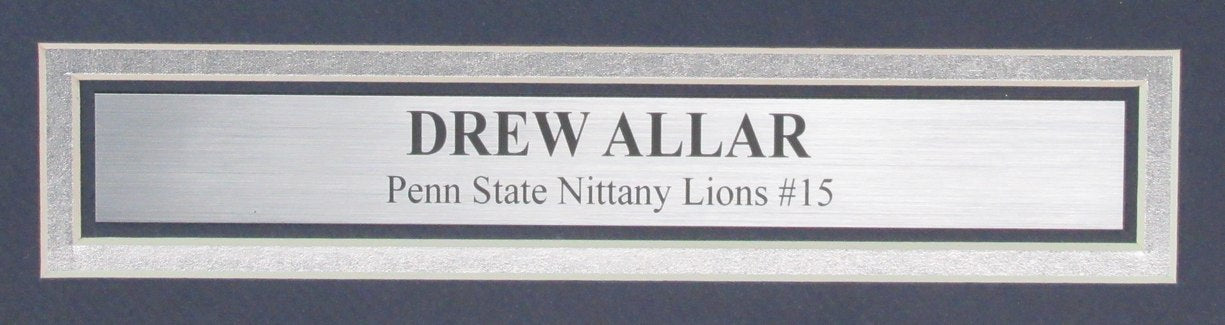 DREW ALLAR
Penn State Nittany Lions #15